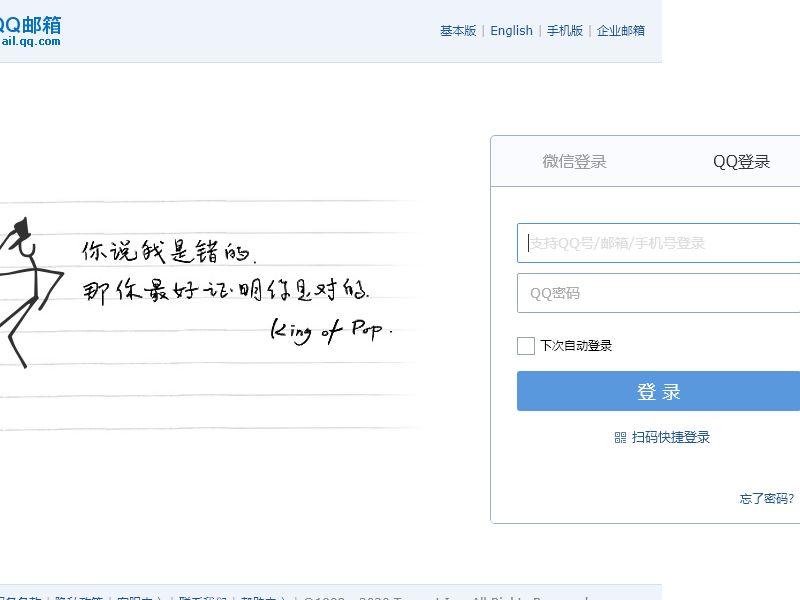 QQ邮箱
ail.qq.com
基本版 | English | 手机版 | 企业邮箱
微信登录 QQ登录
支持QQ号/邮箱/手机号登录
你说我是错的.
那你最好证明你是对的.
King of Pop.
QQ密码
下次自动登录
登 录
扫码快捷登录
忘了密码?